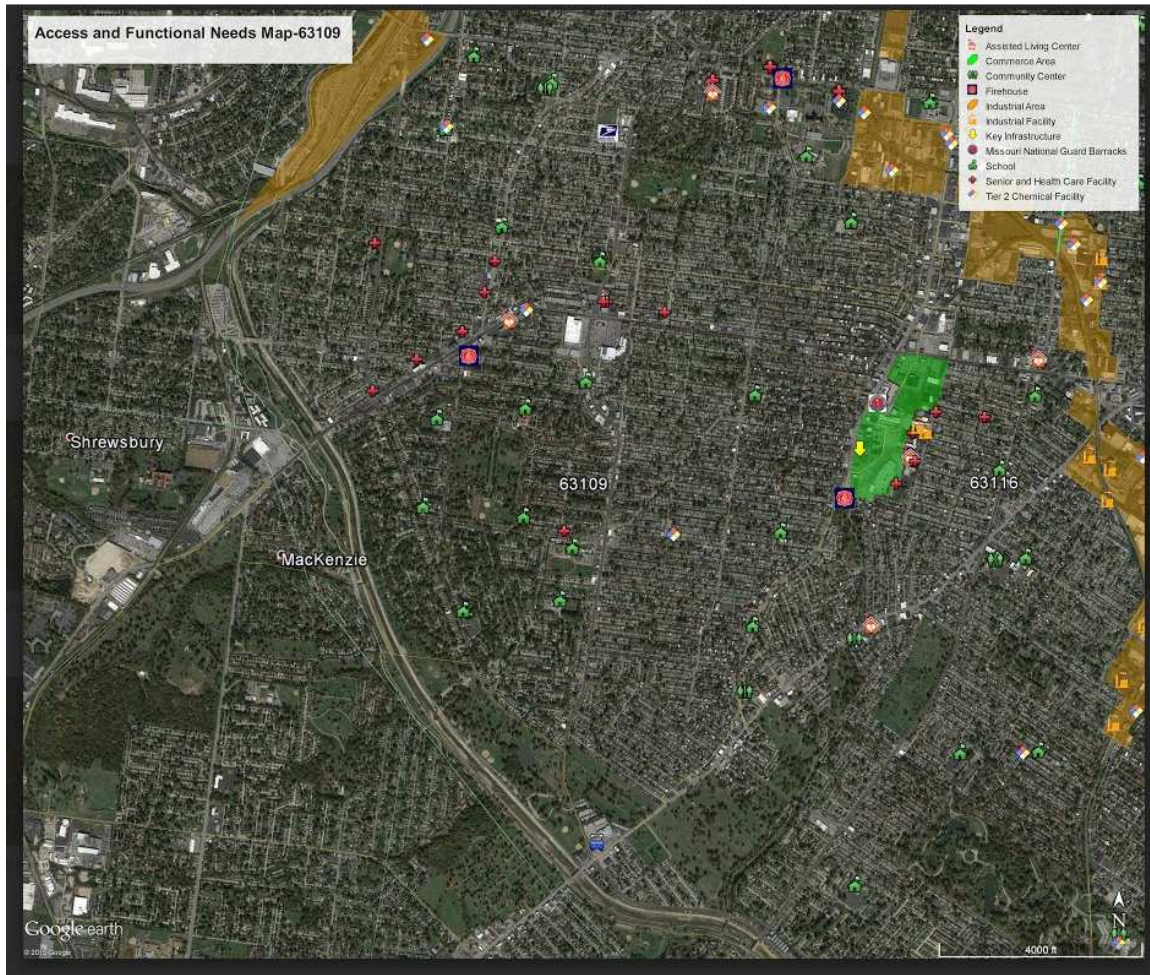 Access and Functional Needs Map-63109
Legend
Assisted Living Center
Commerce Area
Community Center
Firehouse
Industrial Area
Industrial Facility
Key Infrastructure
Missouri National Guard Barracks
School
Senior and Health Care Facility
Tier 2 Chemical Facility
Shrewsbury
63109
63116
MacKenzie
Google earth
© 2015 Google
N
4000 ft